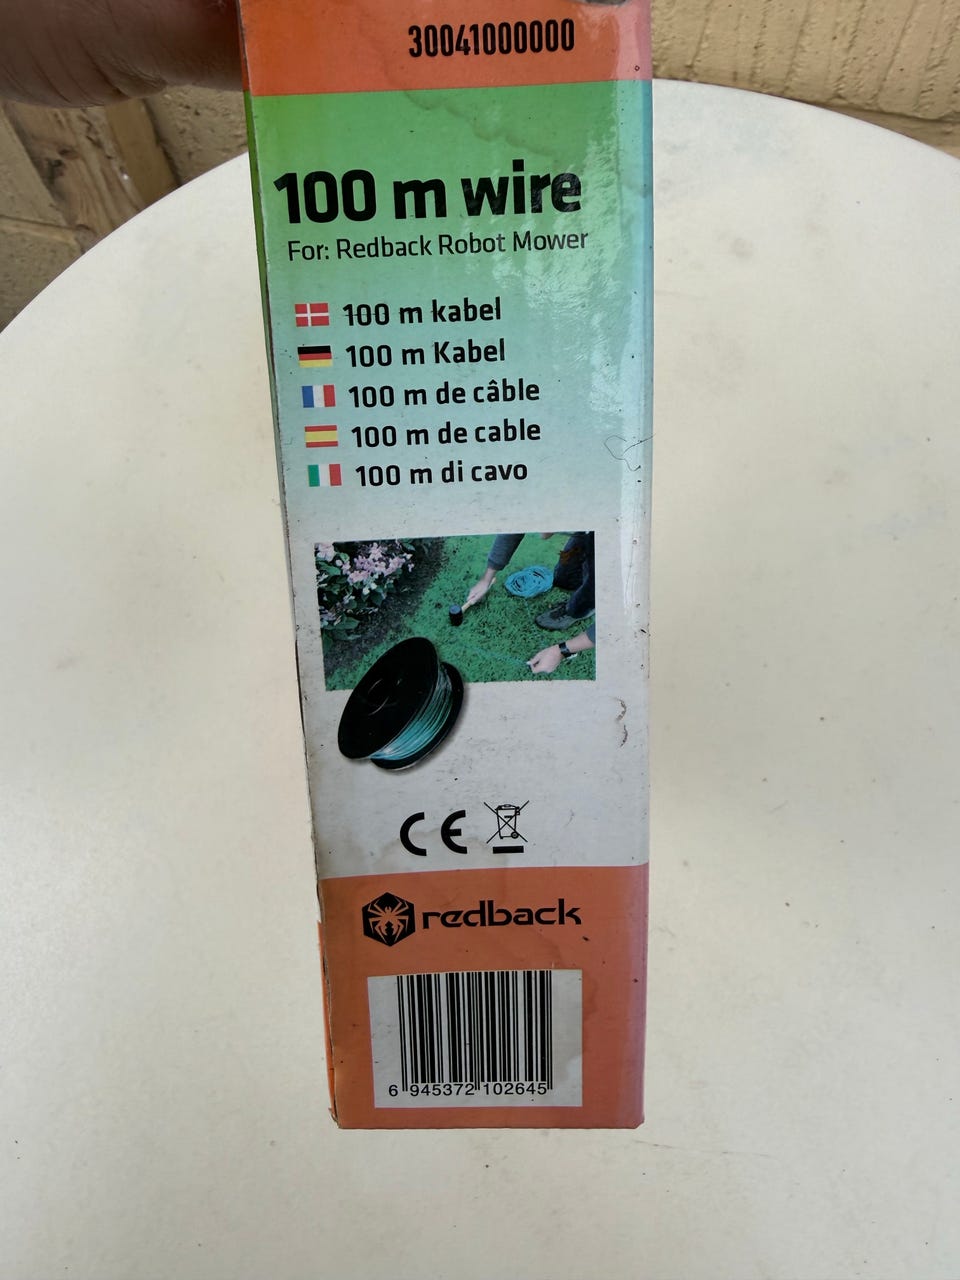 30041000000
100 m wire
For: Redback Robot Mower
100 m kabel
100 m Kabel
100 m de câble
100 m de cable
100 m di cavo
CE
redback
6 945372 102645